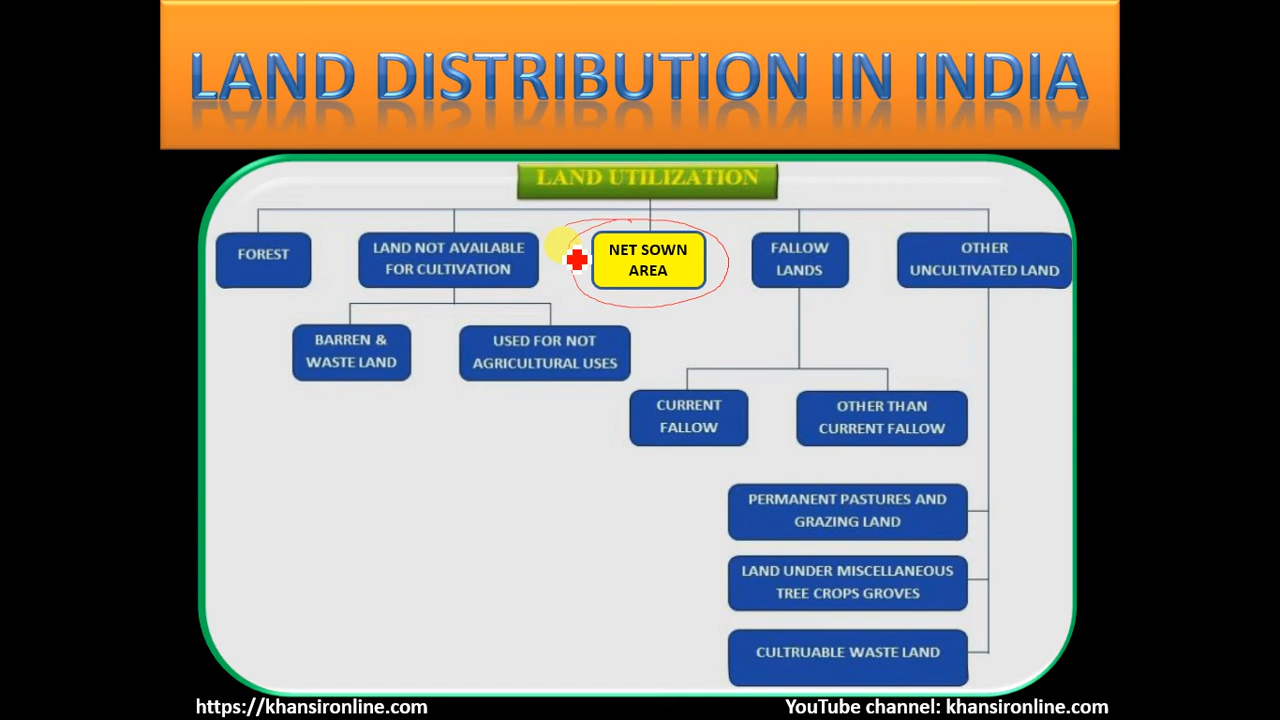 LAND DISTRIBUTION IN INDIA
LAND UTILIZATION
FOREST
LAND NOT AVAILABLE
FOR CULTIVATION
NET SOWN
AREA
FALLOW
LANDS
OTHER
UNCULTIVATED LAND
BARREN &
WASTE LAND
USED FOR NOT
AGRICULTURAL USES
CURRENT
FALLOW
OTHER THAN
CURRENT FALLOW
PERMANENT PASTURES AND
GRAZING LAND
LAND UNDER MISCELLANEOUS
TREE CROPS GROVES
CULTRUABLE WASTE LAND
https://khansironline.com
YouTube channel: khansironline.com